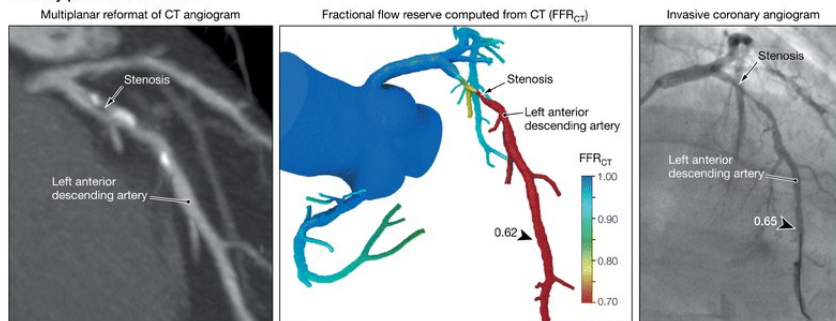 Multiplanar reformat of CT angiogram
Stenosis
Left anterior
descending artery
Fractional flow reserve computed from CT (FFRCT)
Stenosis
Left anterior
descending artery
FFRCT
1.00
0.90
0.80
0.70
0.62
Invasive coronary angiogram
Stenosis
Left anterior
descending artery
0.65